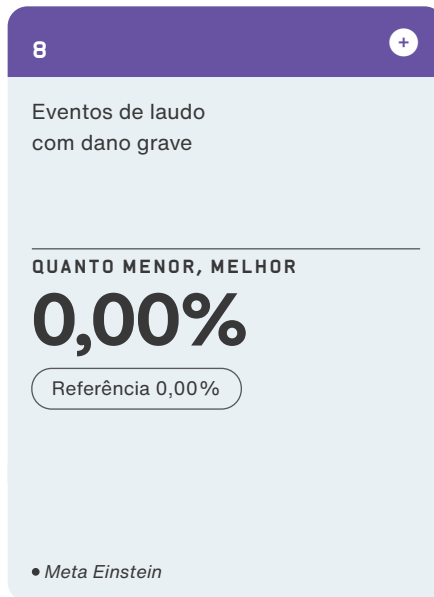 8
+
Eventos de laudo
com dano grave
QUANTO MENOR, MELHOR
0,00%
Referência 0,00%
• Meta Einstein